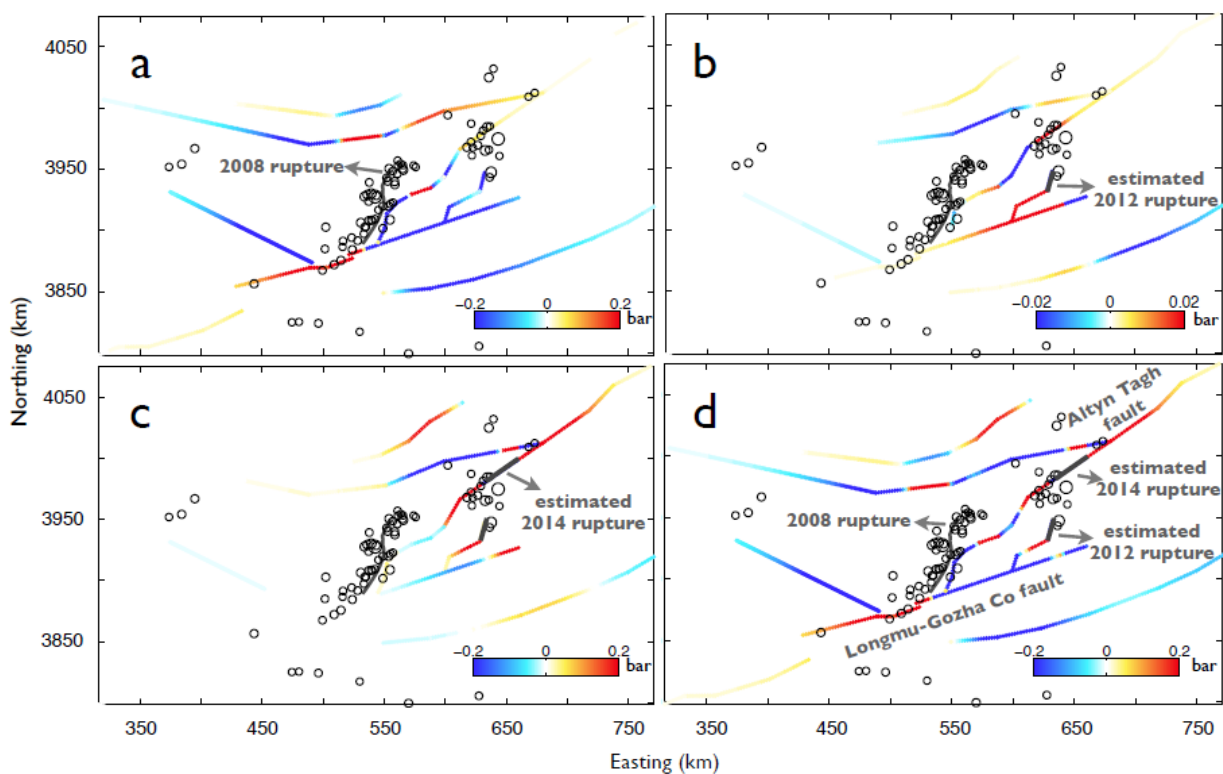 a
b
4050
3950
3850
2008 rupture
estimated
2012 rupture
−0.2 0 0.2
bar
−0.02 0 0.02
bar
Northing (km)
c
d
4050
3950
3850
estimated
2014 rupture
−0.2 0 0.2
bar
Altyn Tagh
fault
estimated
2014 rupture
2008 rupture
estimated
2012 rupture
Longmu-Gozha Co fault
−0.2 0 0.2
bar
350 450 550 650 750
350 450 550 650 750
Easting (km)